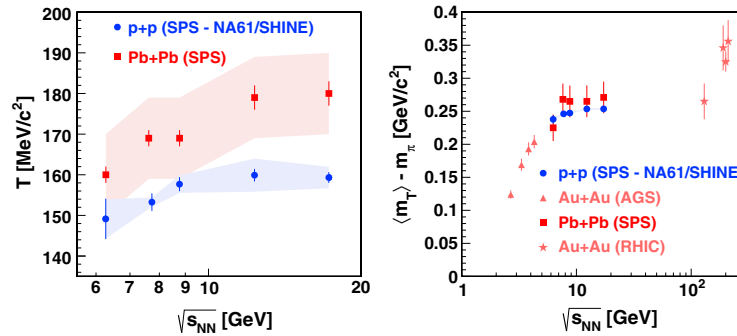 p+p (SPS - NA61/SHINE)
Pb+Pb (SPS)
T [MeV/c²]
200
190
180
170
160
150
140
6 7 8 9 10 20
√sNN [GeV]
⟨mT⟩ - mπ [GeV/c²]
0.4
0.35
0.3
0.25
0.2
0.15
0.1
0.05
0
p+p (SPS - NA61/SHINE)
Au+Au (AGS)
Pb+Pb (SPS)
Au+Au (RHIC)
1 10 10²
√sNN [GeV]